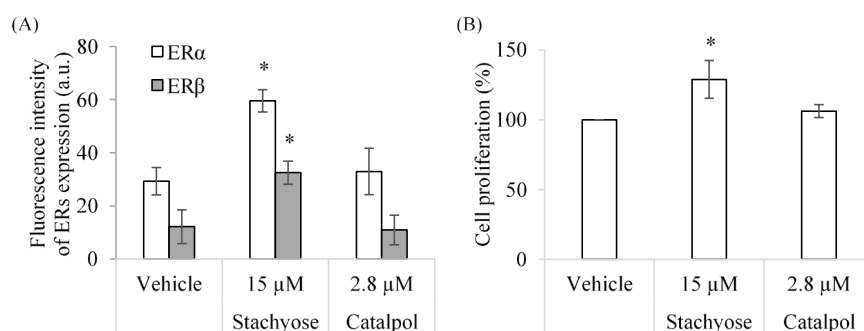 (A)
Fluorescence intensity
of ERs expression (a.u.)
80
60
40
20
0
ERα
ERβ
*
*
Vehicle
15 µM
2.8 µM
Stachyose
Catalpol
(B)
Cell proliferation (%)
150
100
50
0
*
Vehicle
15 µM
2.8 µM
Stachyose
Catalpol